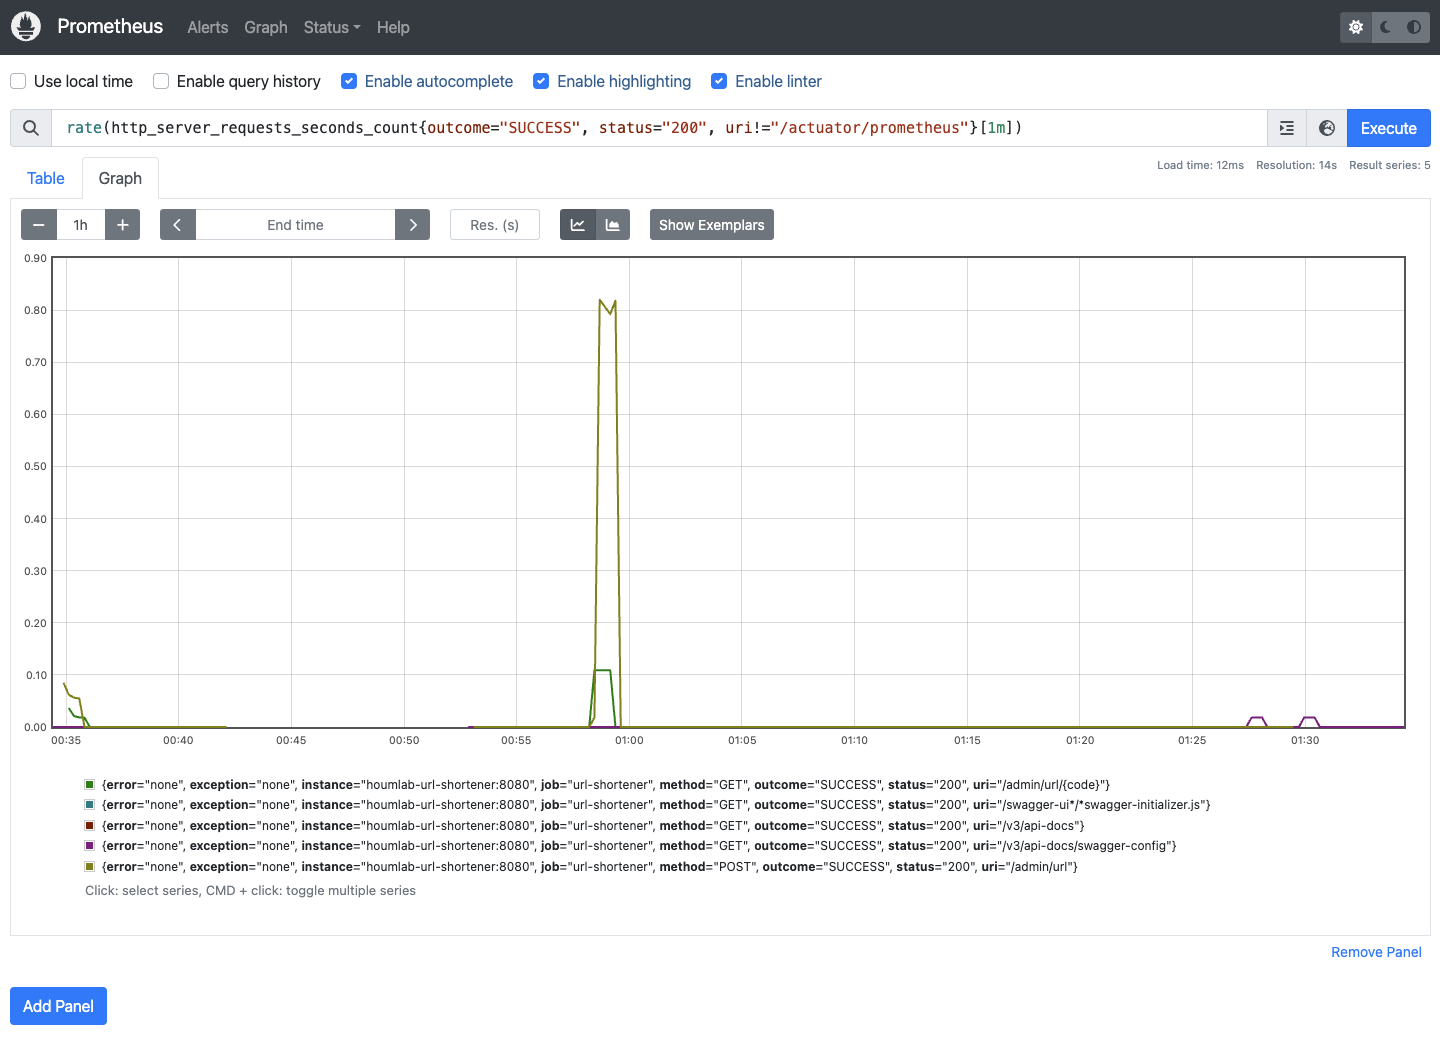 Prometheus Alerts Graph Status Help
Use local time Enable query history Enable autocomplete Enable highlighting Enable linter
rate(http_server_requests_seconds_count{outcome="SUCCESS", status="200", uri!="/actuator/prometheus"}[1m]) Execute
Load time: 12ms Resolution: 14s Result series: 5
Table Graph
− 1h + End time Res. (s) Show Exemplars
0.90
0.80
0.70
0.60
0.50
0.40
0.30
0.20
0.10
0.00
00:35 00:40 00:45 00:50 00:55 01:00 01:05 01:10 01:15 01:20 01:25 01:30
{error="none", exception="none", instance="houmlab-url-shortener:8080", job="url-shortener", method="GET", outcome="SUCCESS", status="200", uri="/admin/url/{code}"}
{error="none", exception="none", instance="houmlab-url-shortener:8080", job="url-shortener", method="GET", outcome="SUCCESS", status="200", uri="/swagger-ui*/*swagger-initializer.js"}
{error="none", exception="none", instance="houmlab-url-shortener:8080", job="url-shortener", method="GET", outcome="SUCCESS", status="200", uri="/v3/api-docs"}
{error="none", exception="none", instance="houmlab-url-shortener:8080", job="url-shortener", method="GET", outcome="SUCCESS", status="200", uri="/v3/api-docs/swagger-config"}
{error="none", exception="none", instance="houmlab-url-shortener:8080", job="url-shortener", method="POST", outcome="SUCCESS", status="200", uri="/admin/url"}
Click: select series, CMD + click: toggle multiple series
Remove Panel
Add Panel